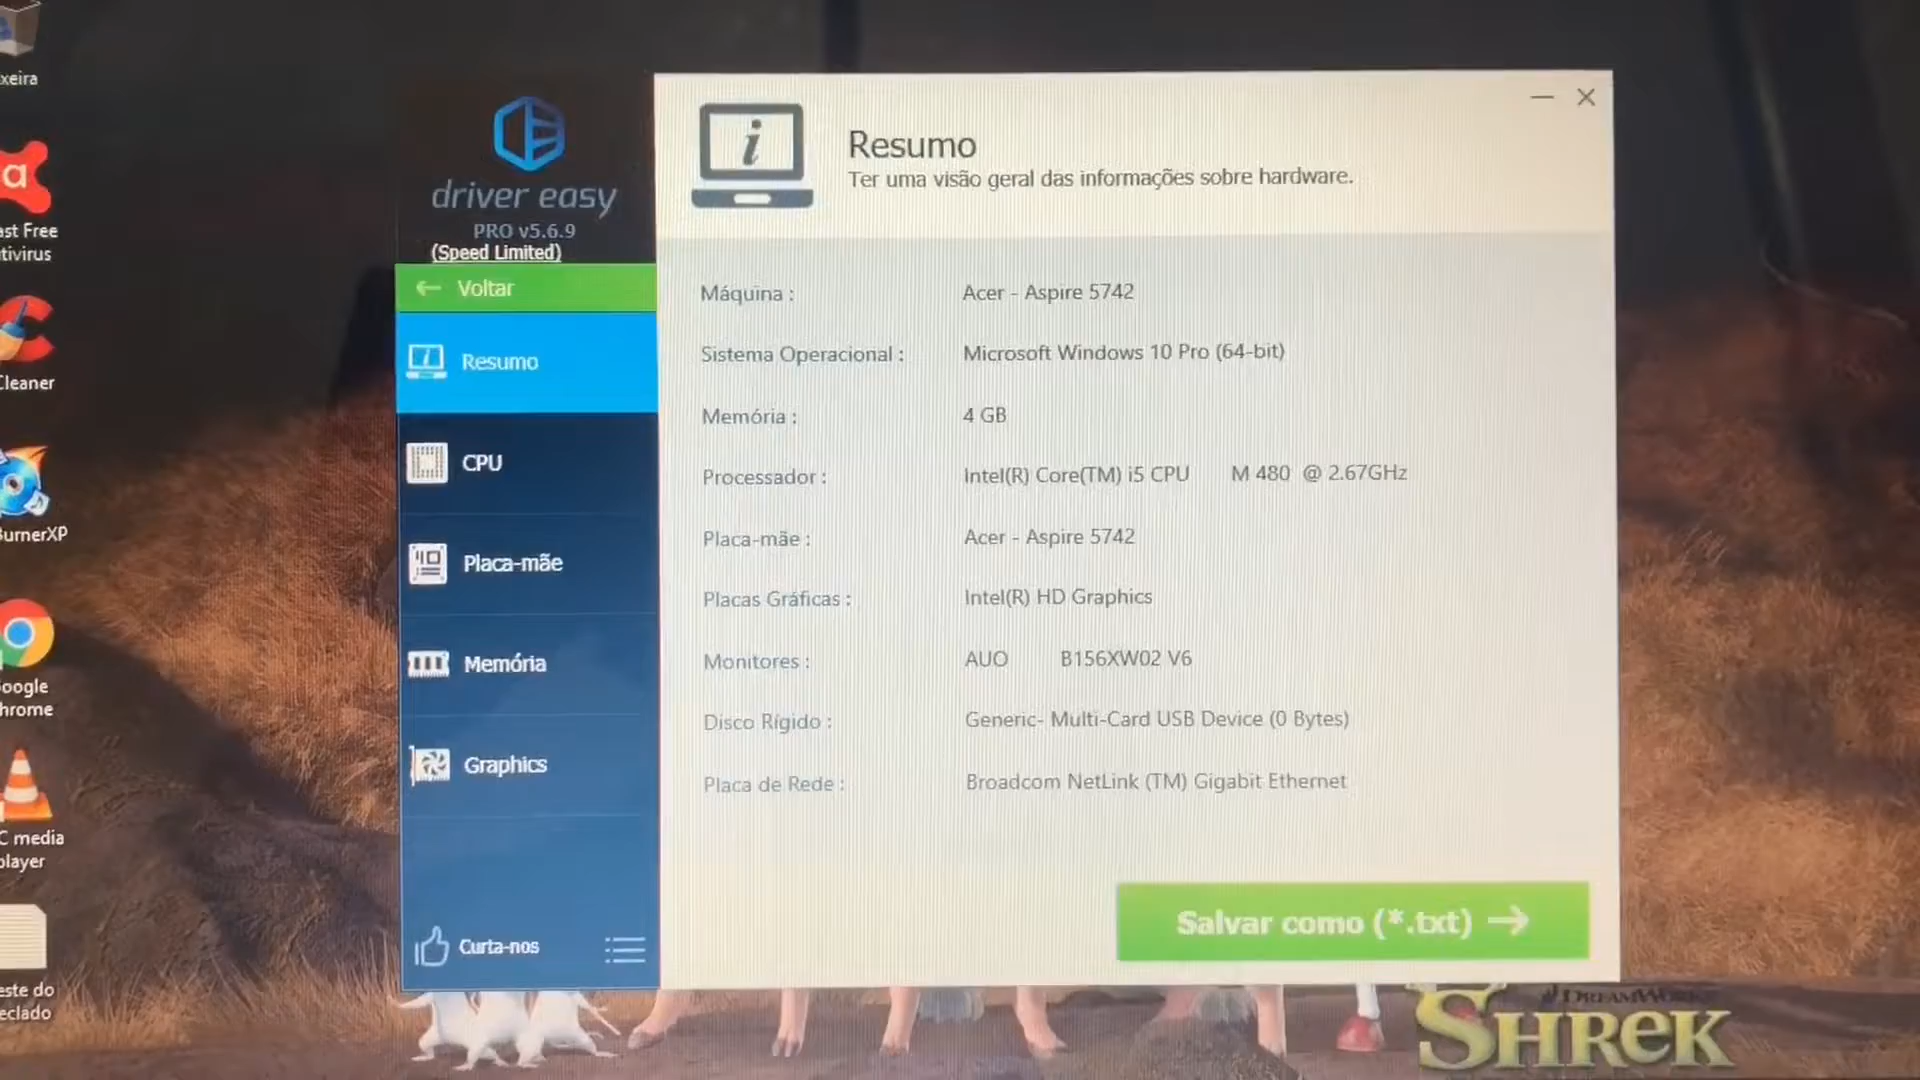 xeira
ast Free
tivirus
Cleaner
BurnerXP
oogle
hrome
C media
player
este do
eclado
driver easy
PRO v5.6.9
(Speed Limited)
← Voltar
Resumo
CPU
Placa-mãe
Memória
Graphics
Curta-nos
Resumo
Ter uma visão geral das informações sobre hardware.
Máquina : Acer - Aspire 5742
Sistema Operacional : Microsoft Windows 10 Pro (64-bit)
Memória : 4 GB
Processador : Intel(R) Core(TM) i5 CPU M 480 @ 2.67GHz
Placa-mãe : Acer - Aspire 5742
Placas Gráficas : Intel(R) HD Graphics
Monitores : AUO B156XW02 V6
Disco Rígido : Generic- Multi-Card USB Device (0 Bytes)
Placa de Rede : Broadcom NetLink (TM) Gigabit Ethernet
Salvar como (*.txt) →
DREAMWORKS
SHREK